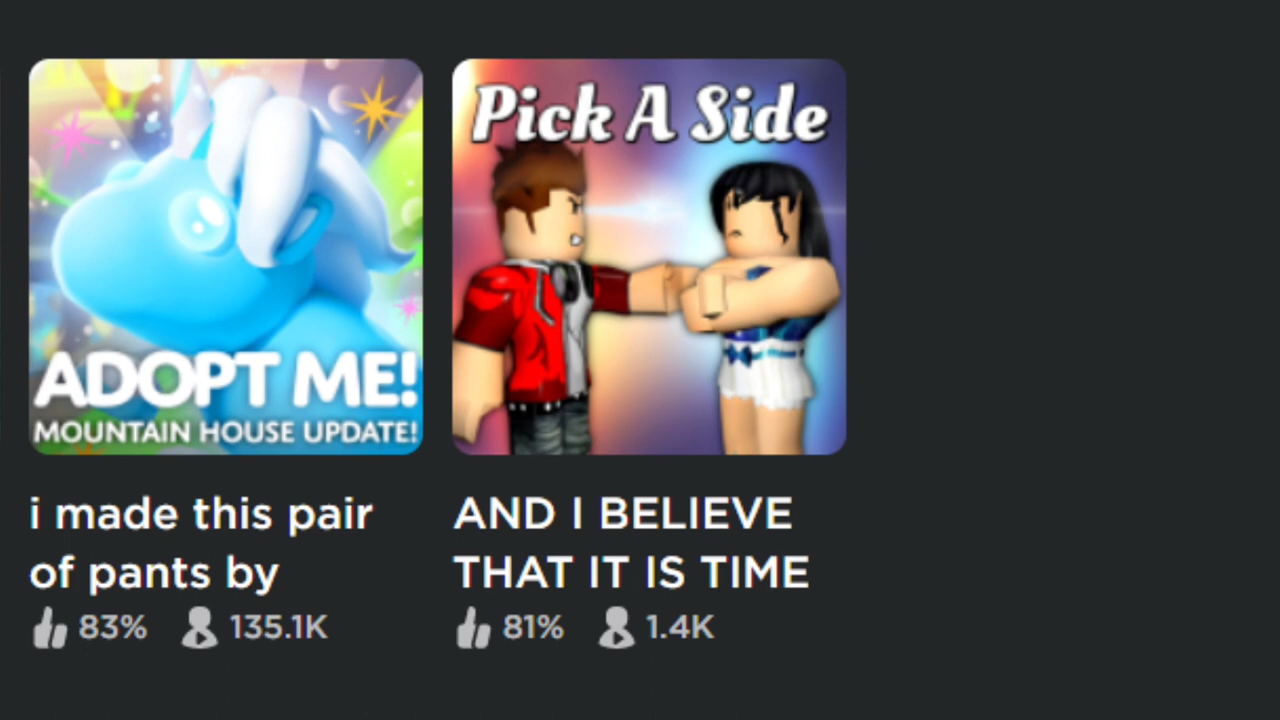 ADOPT ME!
MOUNTAIN HOUSE UPDATE!
i made this pair
of pants by
83% 135.1K
Pick A Side
AND I BELIEVE
THAT IT IS TIME
81% 1.4K